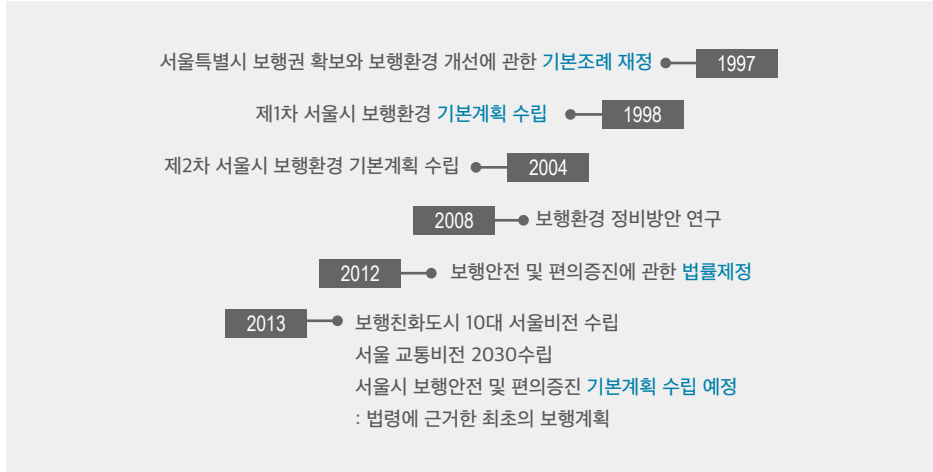 서울특별시 보행권 확보와 보행환경 개선에 관한 기본조례 재정 1997
제1차 서울시 보행환경 기본계획 수립 1998
제2차 서울시 보행환경 기본계획 수립 2004
2008 보행환경 정비방안 연구
2012 보행안전 및 편의증진에 관한 법률제정
2013 보행친화도시 10대 서울비전 수립
서울 교통비전 2030수립
서울시 보행안전 및 편의증진 기본계획 수립 예정
: 법령에 근거한 최초의 보행계획